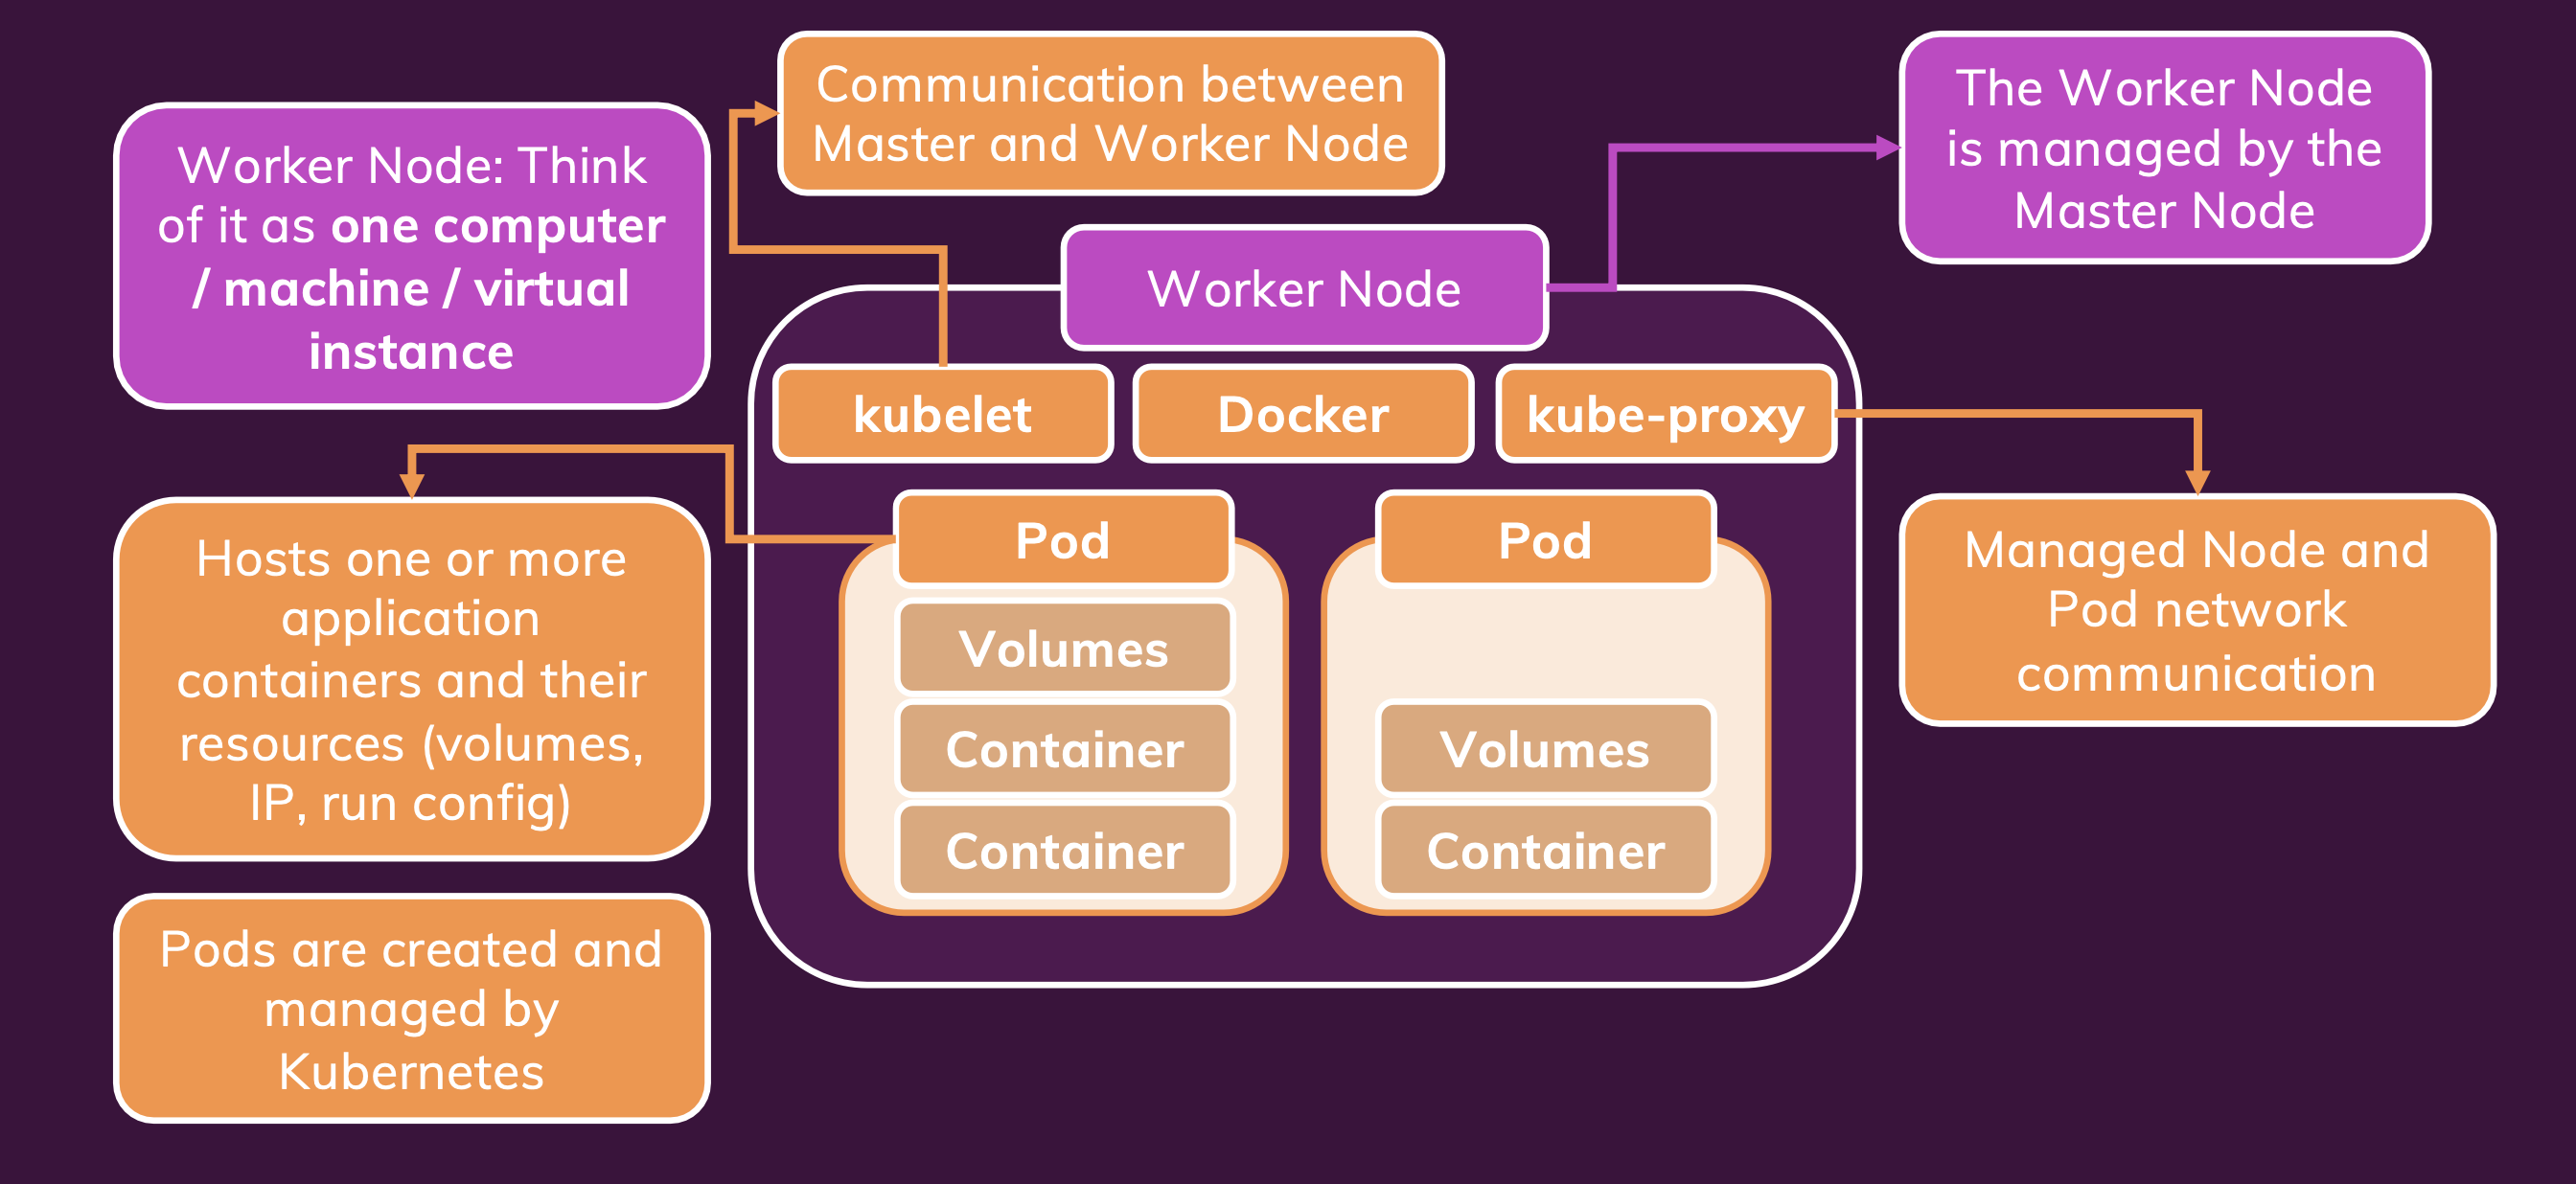 Communication between
Master and Worker Node
The Worker Node
is managed by the
Master Node
Worker Node: Think
of it as one computer
/ machine / virtual
instance
Worker Node
kubelet
Docker
kube-proxy
Hosts one or more
application
containers and their
resources (volumes,
IP, run config)
Pod
Volumes
Container
Container
Pod
Volumes
Container
Managed Node and
Pod network
communication
Pods are created and
managed by
Kubernetes